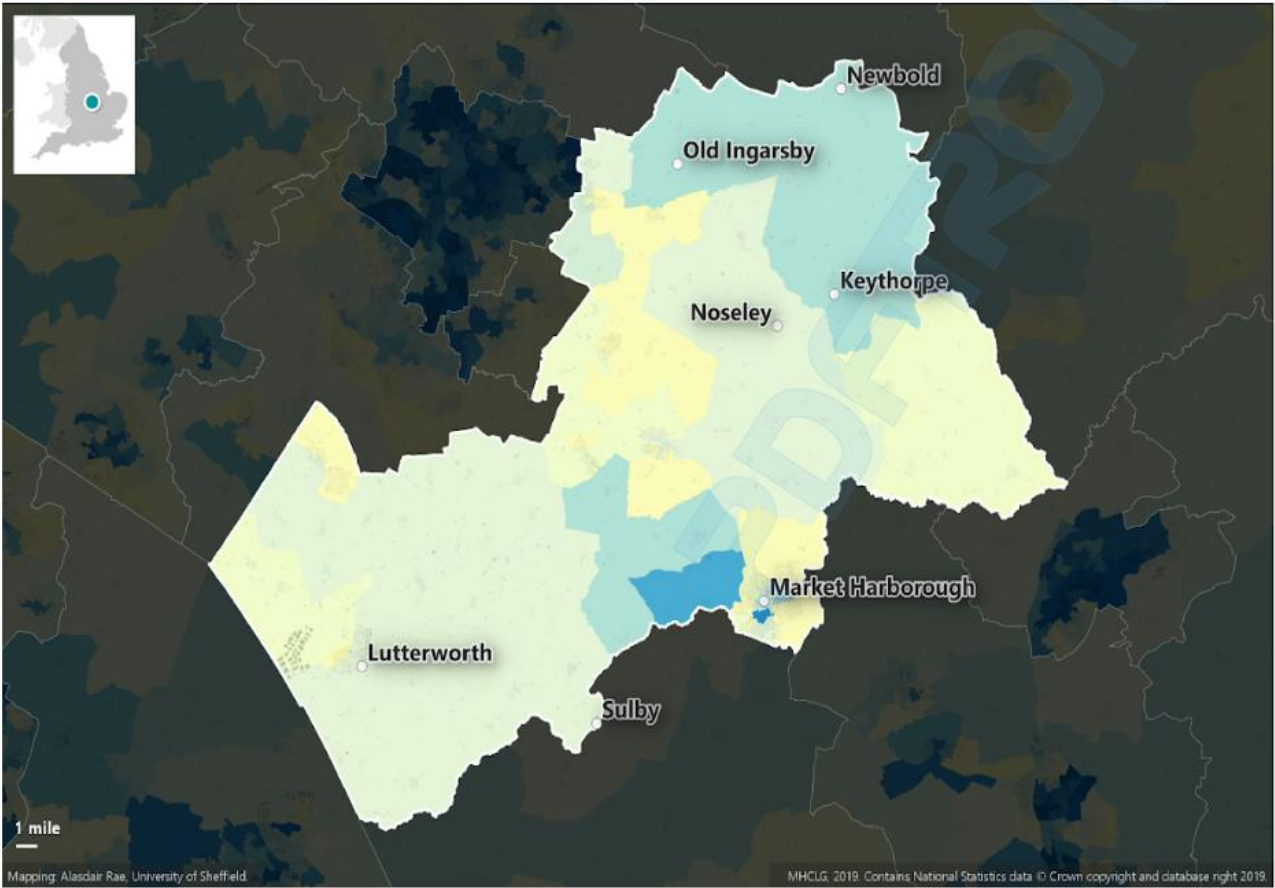 Newbold
Old Ingarsby
Keythorpe
Noseley
Market Harborough
Lutterworth
Sulby
1 mile
Mapping: Alasdair Rae, University of Sheffield.
MHCLG, 2019. Contains National Statistics data © Crown copyright and database right 2019.